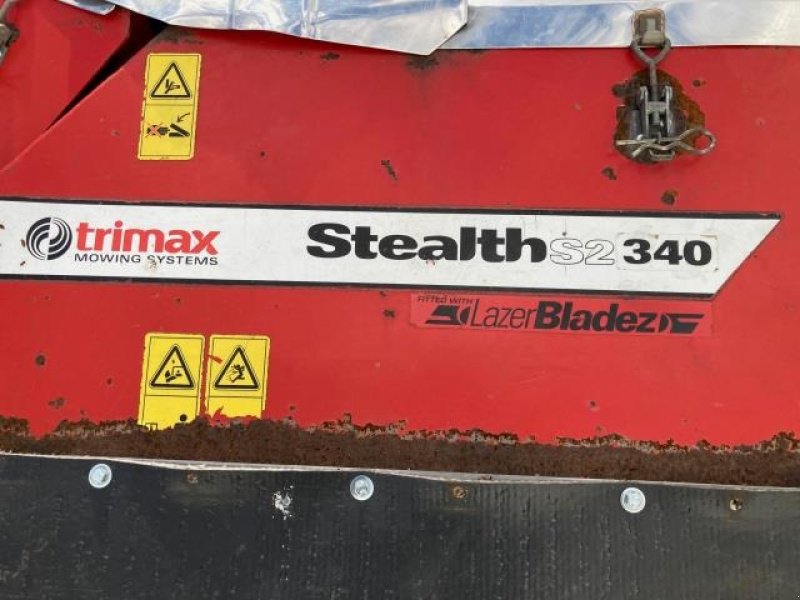 trimax
MOWING SYSTEMS
Stealth S2 340
FITTED WITH
LazerBladez